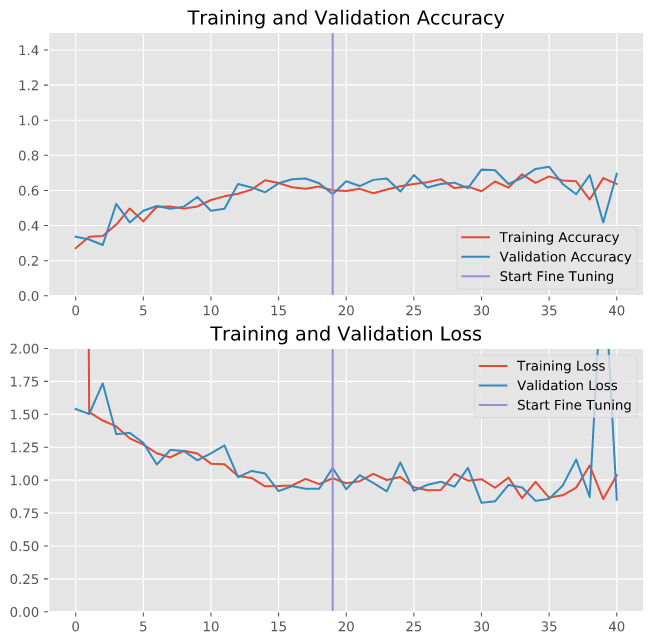 Training and Validation Accuracy
1.4
1.2
1.0
0.8
0.6
0.4
0.2
0.0
Training Accuracy
Validation Accuracy
Start Fine Tuning
0 5 10 15 20 25 30 35 40
Training and Validation Loss
2.00
1.75
1.50
1.25
1.00
0.75
0.50
0.25
0.00
Training Loss
Validation Loss
Start Fine Tuning
0 5 10 15 20 25 30 35 40